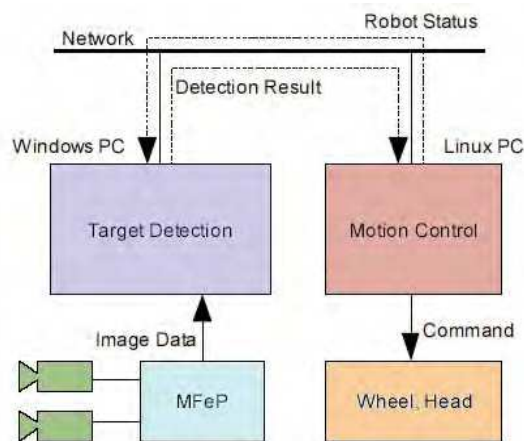 Robot Status
Network
Detection Result
Windows PC
Linux PC
Target Detection
Motion Control
Image Data
Command
MFeP
Wheel, Head